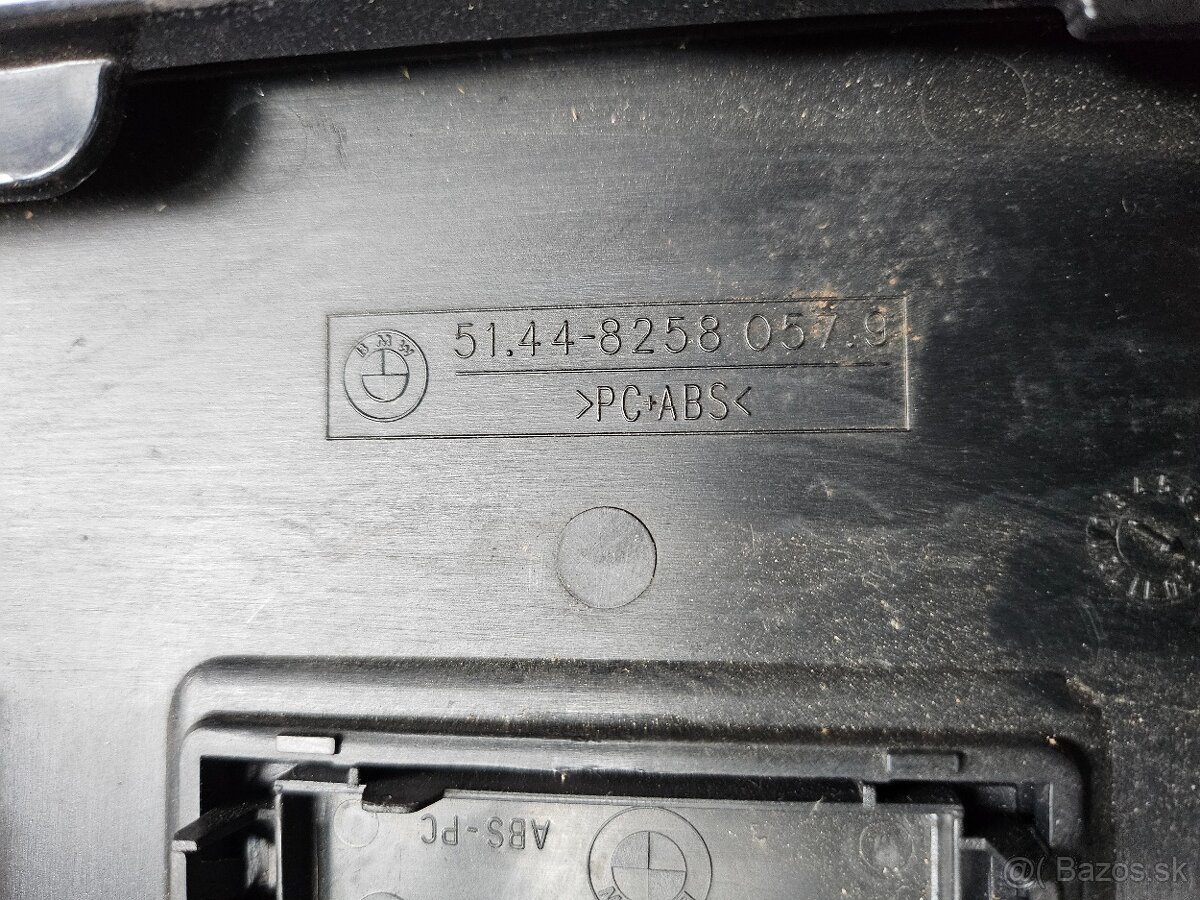 51.44-8258 057.9
>PC+ABS<
ABS-PC
@( Bazos.sk